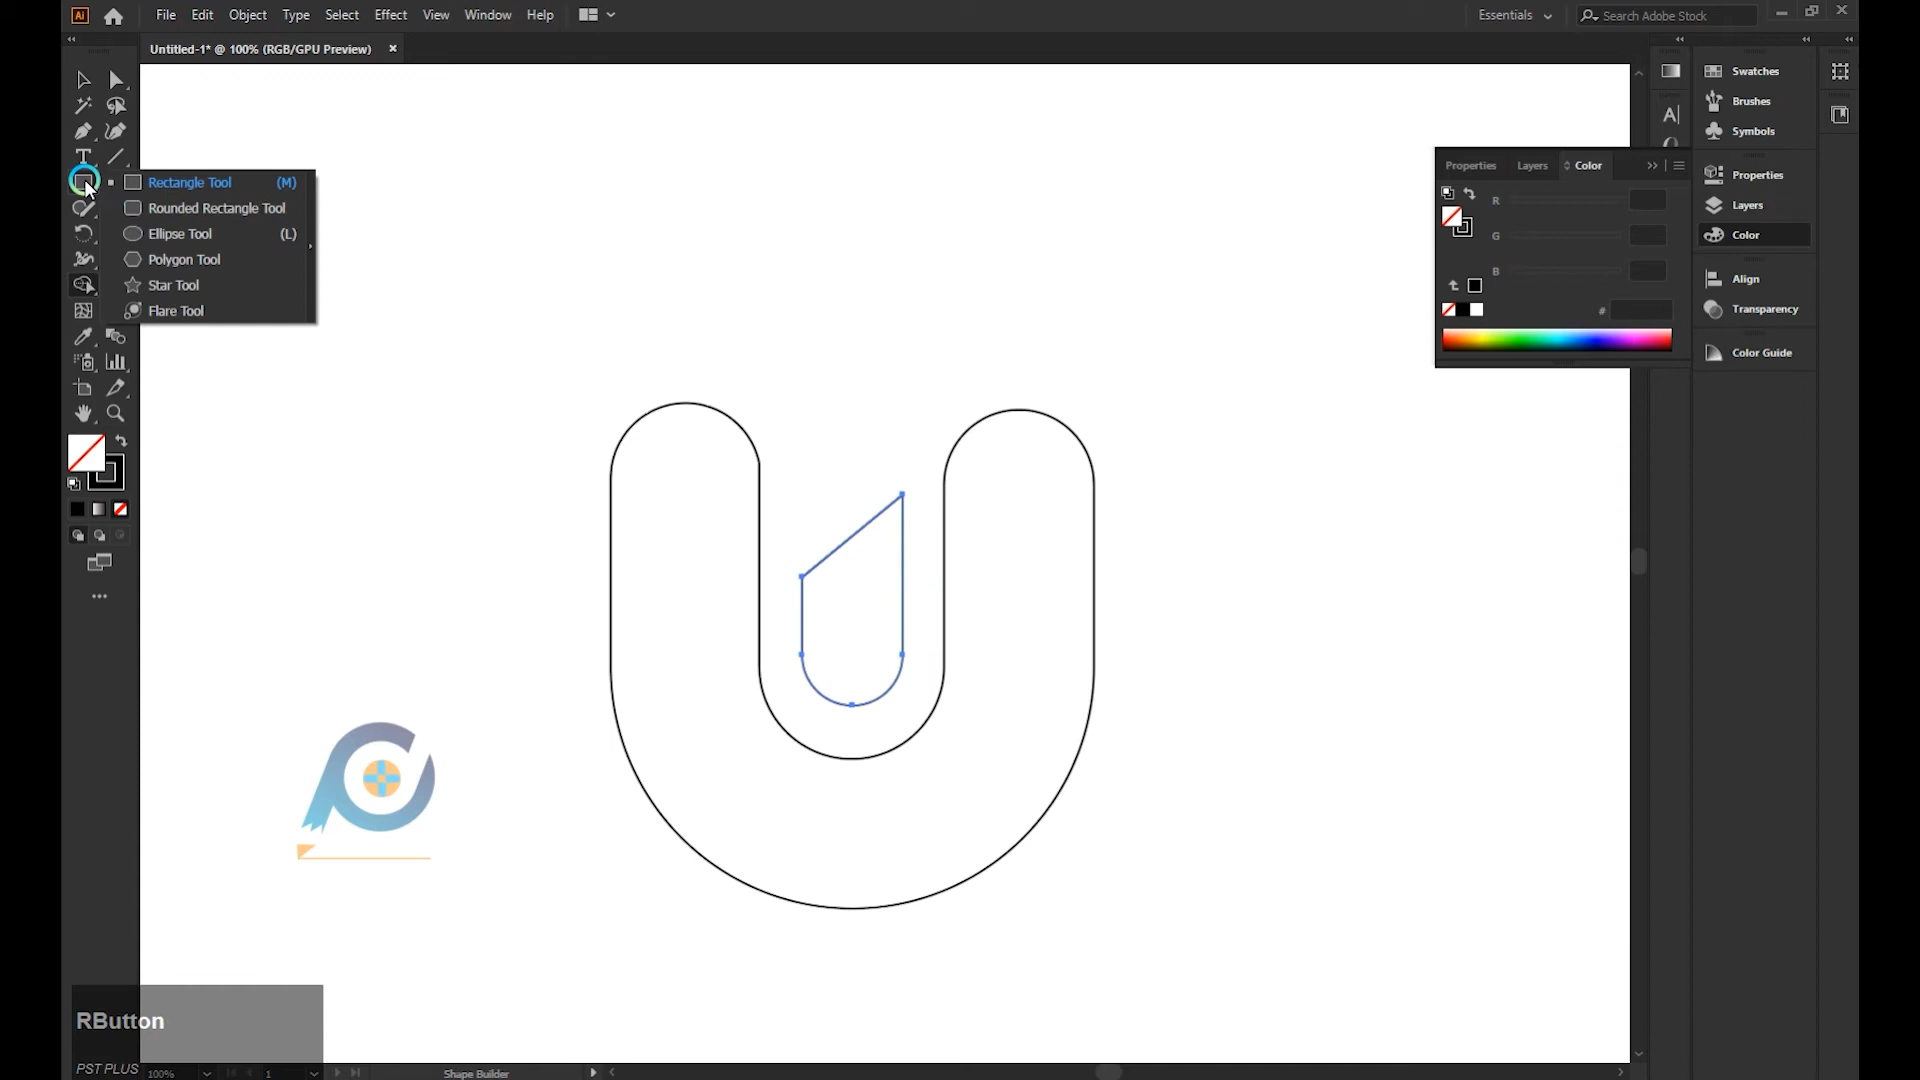 Ai File Edit Object Type Select Effect View Window Help Essentials Search Adobe Stock
Untitled-1* @ 100% (RGB/GPU Preview) ×
Swatches
Brushes
Symbols
Properties
Layers
Color
Align
Transparency
Color Guide
Properties Layers Color
R
G
B
#
Rectangle Tool (M)
Rounded Rectangle Tool
Ellipse Tool (L)
Polygon Tool
Star Tool
Flare Tool
RButton
PST PLUS 100% 1 Shape Builder